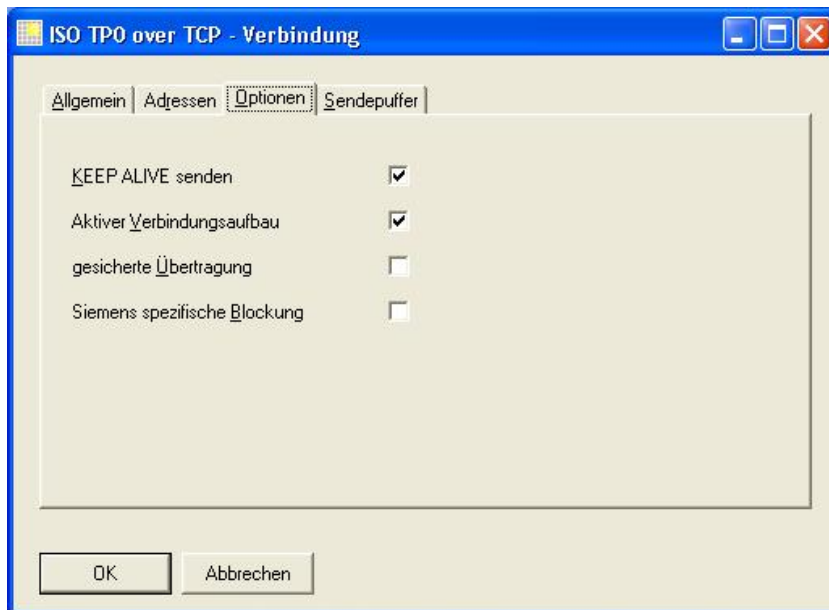 ISO TP0 over TCP - Verbindung
Allgemein Adressen Optionen Sendepuffer
KEEP ALIVE senden
Aktiver Verbindungsaufbau
gesicherte Übertragung
Siemens spezifische Blockung
OK Abbrechen